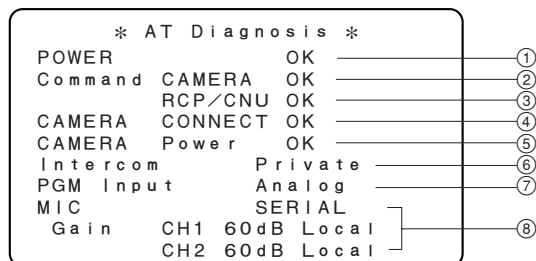 * AT Diagnosis *
POWER OK ①
Command CAMERA OK ②
RCP/CNU OK ③
CAMERA CONNECT OK ④
CAMERA Power OK ⑤
Intercom Private ⑥
PGM Input Analog ⑦
MIC SERIAL
Gain CH1 60dB Local ⑧
CH2 60dB Local